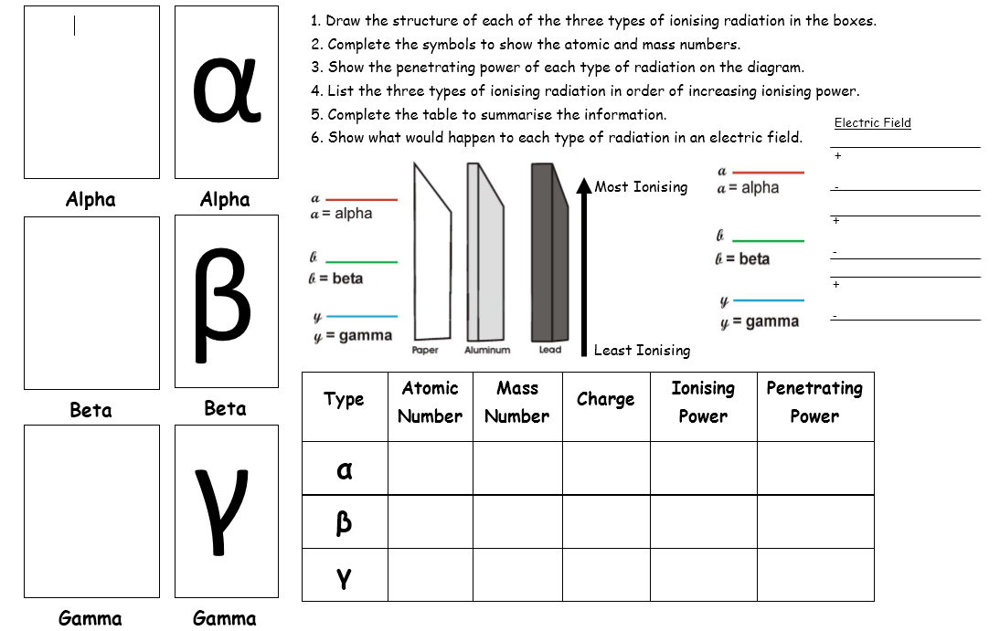 α
Alpha
Alpha
β
Beta
Beta
γ
Gamma
Gamma
1. Draw the structure of each of the three types of ionising radiation in the boxes.
2. Complete the symbols to show the atomic and mass numbers.
3. Show the penetrating power of each type of radiation on the diagram.
4. List the three types of ionising radiation in order of increasing ionising power.
5. Complete the table to summarise the information.
6. Show what would happen to each type of radiation in an electric field.
a
a = alpha
b
b = beta
y
y = gamma
Paper
Aluminum
Lead
Most Ionising
Least Ionising
a
a = alpha
b
b = beta
y
y = gamma
Electric Field
+
-
+
-
+
-
Type Atomic Number Mass Number Charge Ionising Power Penetrating Power
α
β
γ